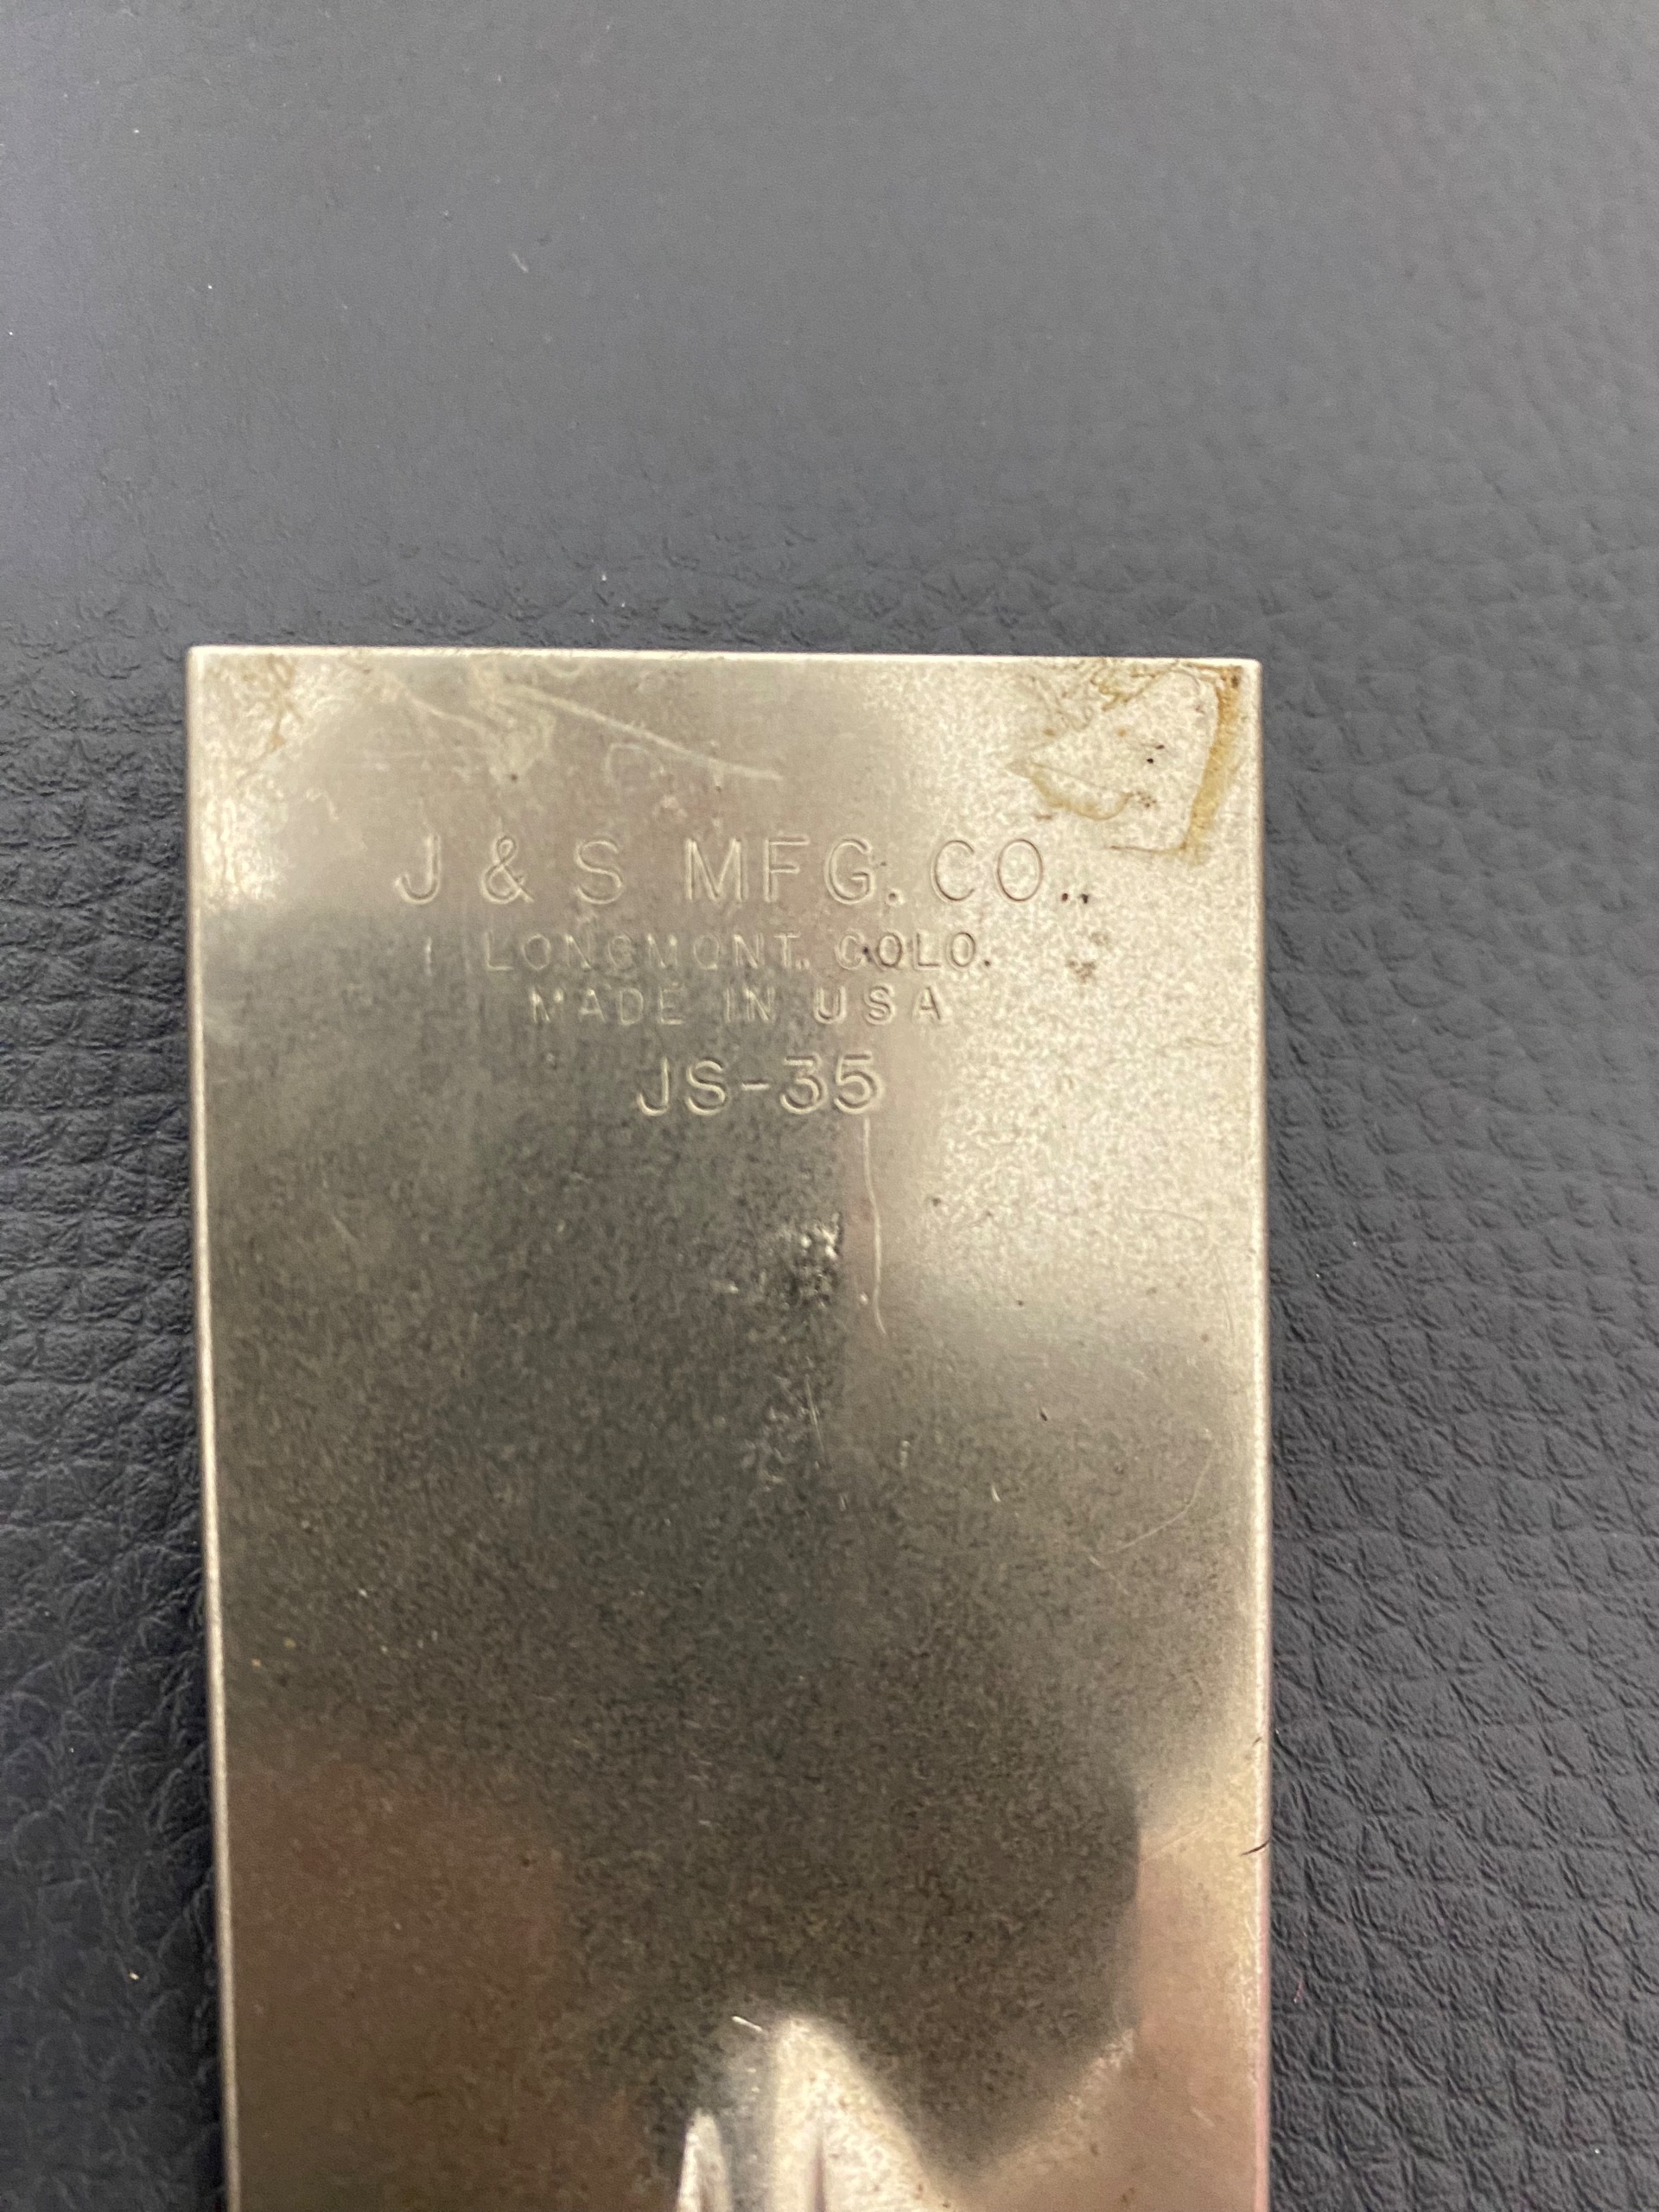 J & S MFG. CO.,
LONGMONT. COLO.
MADE IN USA
JS-35